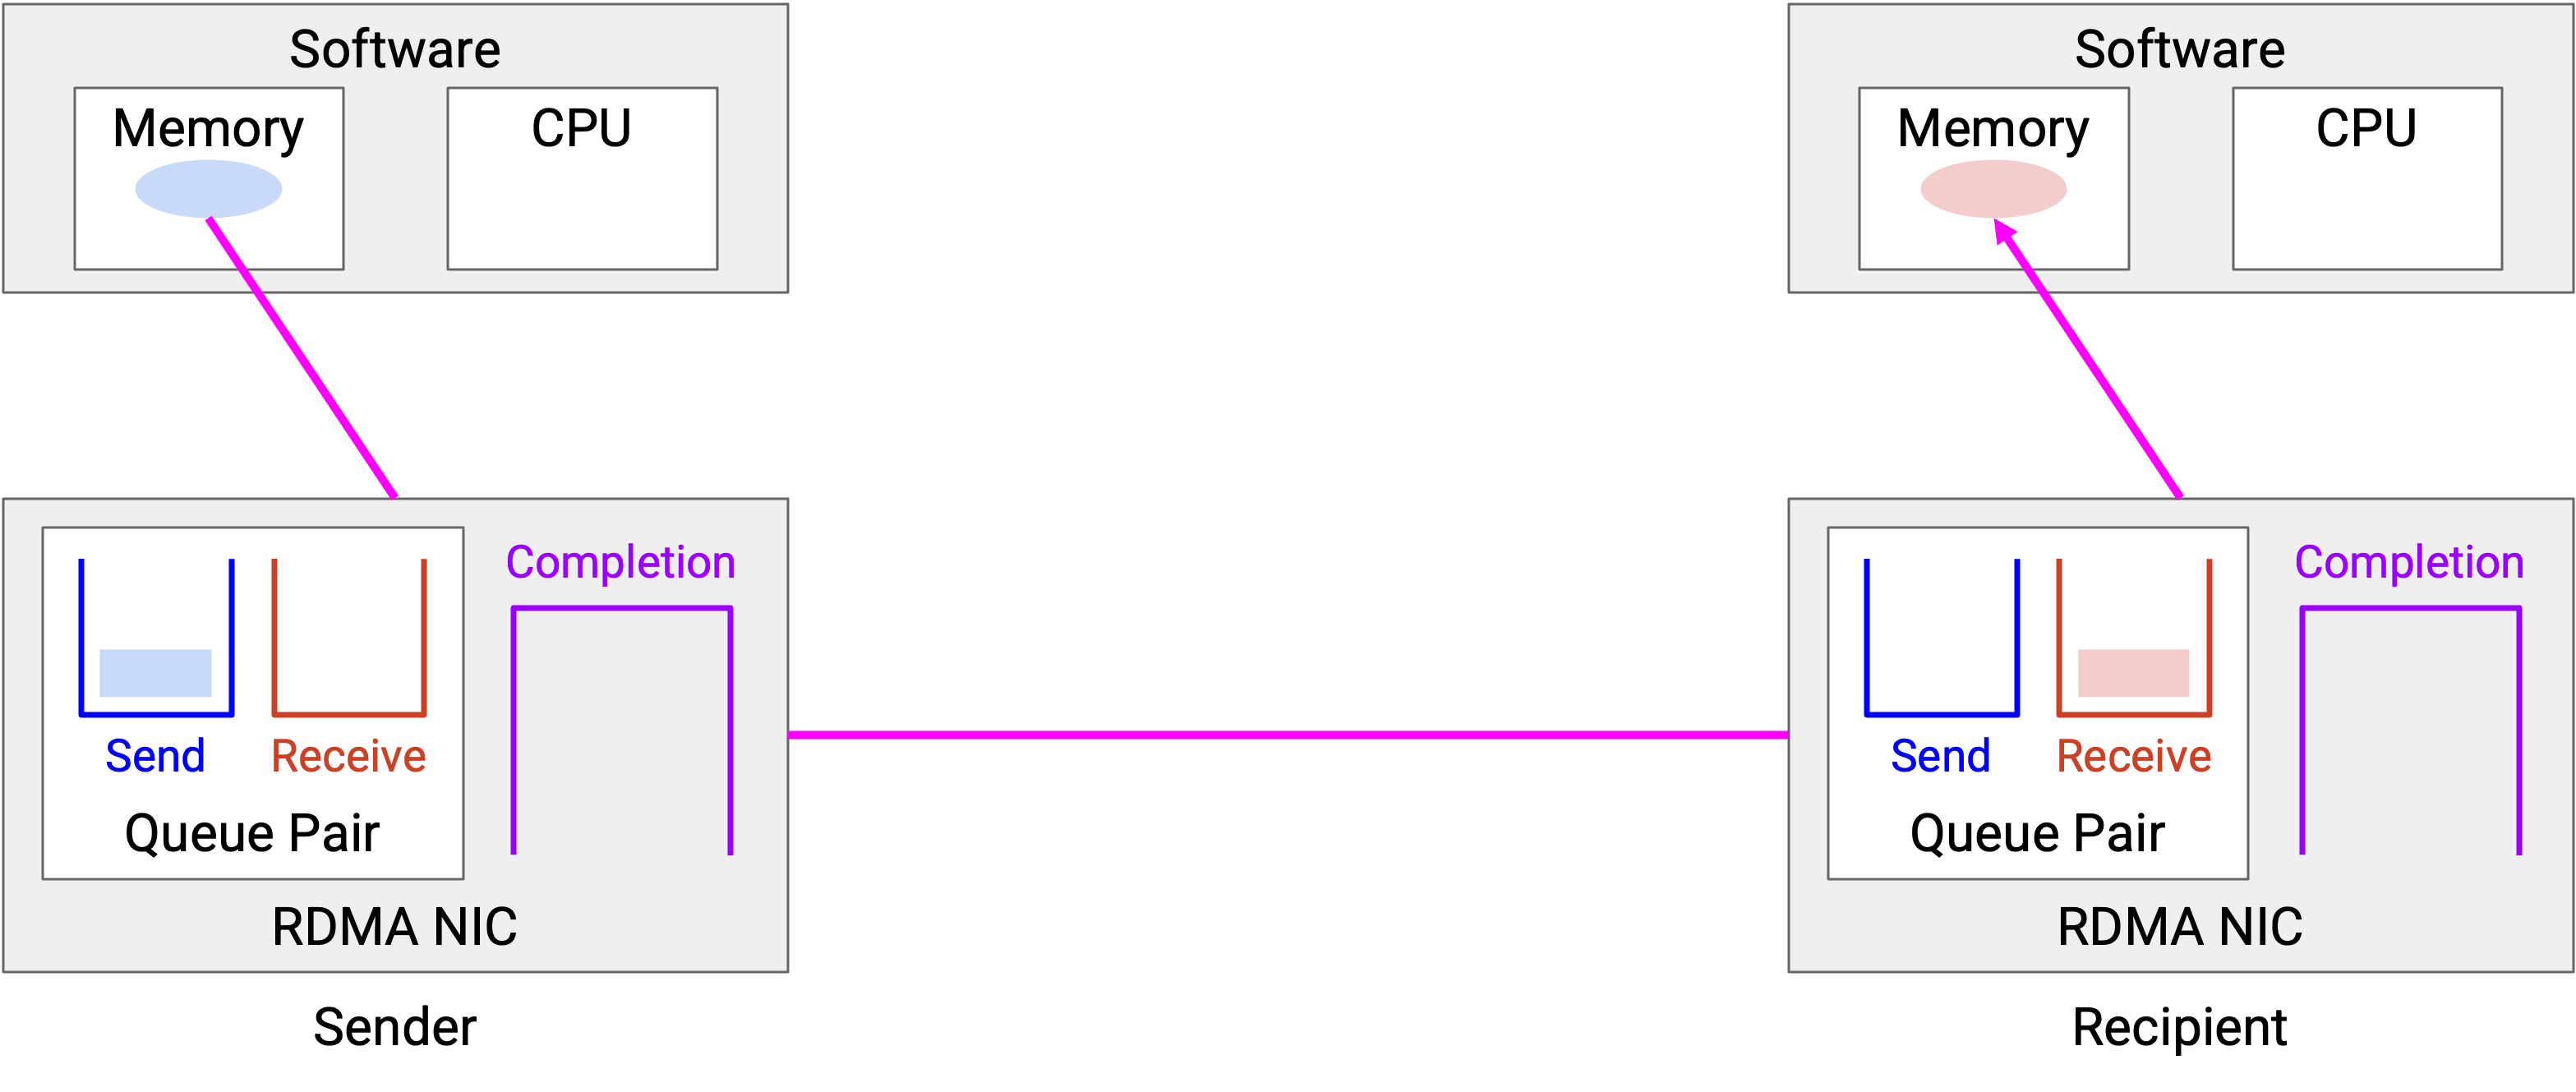 Software
Memory
CPU
Completion
Send
Receive
Queue Pair
RDMA NIC
Sender
Software
Memory
CPU
Completion
Send
Receive
Queue Pair
RDMA NIC
Recipient